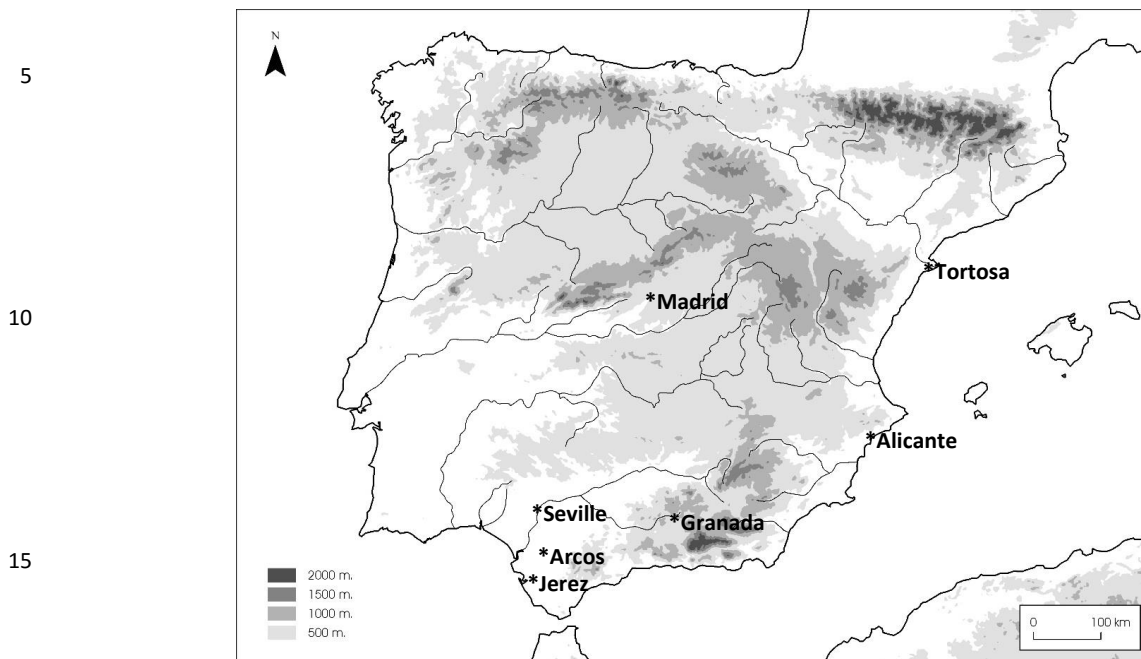 5
N
*Tortosa
*Madrid
10
*Alicante
*Seville
*Granada
*Arcos
15
*Jerez
2000 m.
1500 m.
1000 m.
500 m.
0 100 km